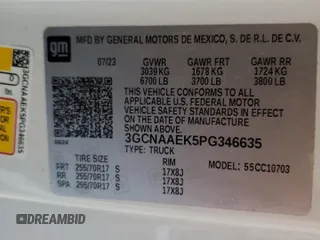 gm
MFD BY GENERAL MOTORS DE MEXICO, S. DE R.L. DE C.V.
07/23 GVWR GAWR FRT GAWR RR
3039 KG 1678 KG 1724 KG
6700 LB 3700 LB 3800 LB
THIS VEHICLE CONFORMS TO ALL
APPLICABLE U.S. FEDERAL MOTOR
VEHICLE SAFETY STANDARDS IN
EFFECT ON THE DATE OF
MANUFACTURE SHOWN ABOVE.
3GCNAAEK5PG346635
TYPE: TRUCK
TIRE SIZE RIM MODEL: 55CC10703
FRT 255/70R17 S 17X8J
RR 255/70R17 S 17X8J
SPA 255/70R17 S 17X8J
3GCNAAEK5PG346635
DREAMBID